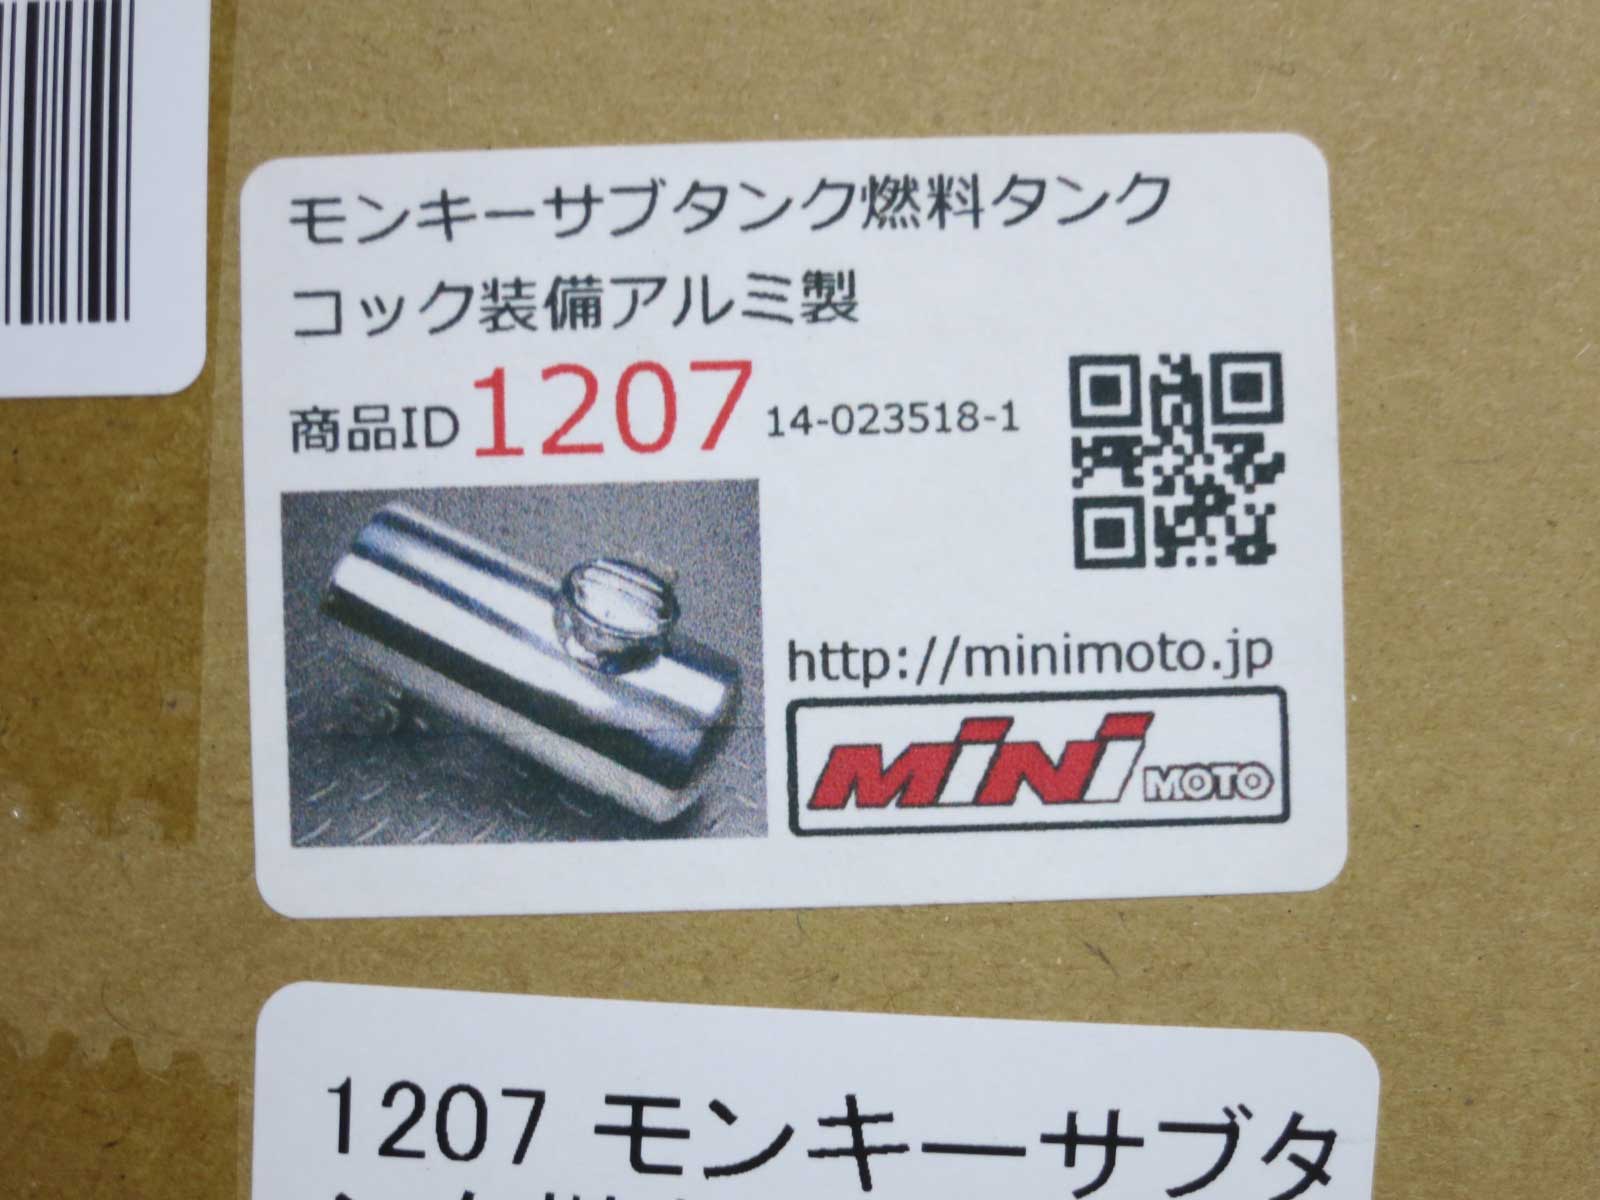 モンキーサブタンク燃料タンク
コック装備アルミ製
商品ID 1207 14-023518-1
http://minimoto.jp
MiNi MOTO
1207 モンキーサブタ